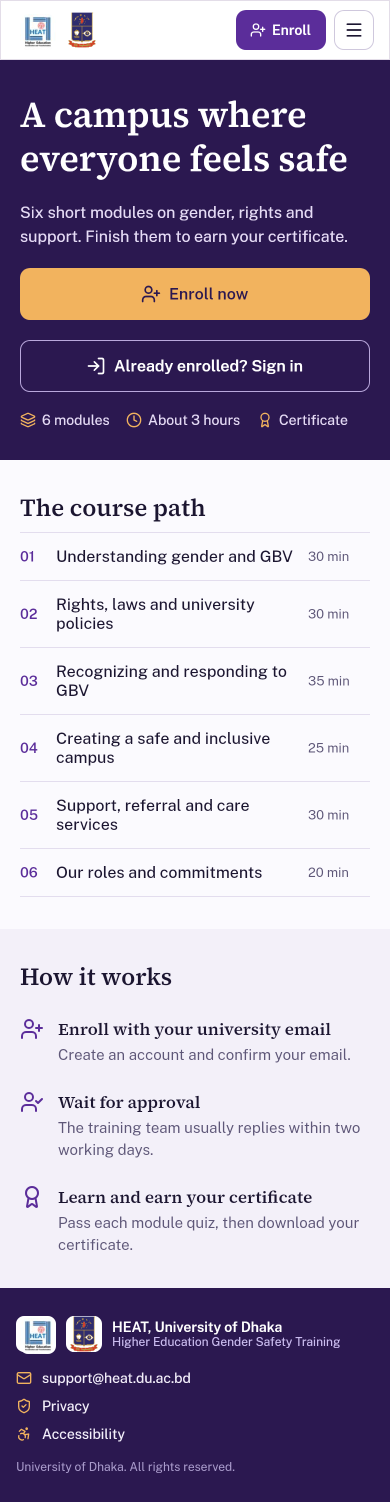 HEAT
Higher Education
Enroll
A campus where
everyone feels safe
Six short modules on gender, rights and
support. Finish them to earn your certificate.
Enroll now
Already enrolled? Sign in
6 modules
About 3 hours
Certificate
The course path
01 Understanding gender and GBV 30 min
02 Rights, laws and university
policies 30 min
03 Recognizing and responding to
GBV 35 min
04 Creating a safe and inclusive
campus 25 min
05 Support, referral and care
services 30 min
06 Our roles and commitments 20 min
How it works
Enroll with your university email
Create an account and confirm your email.
Wait for approval
The training team usually replies within two
working days.
Learn and earn your certificate
Pass each module quiz, then download your
certificate.
HEAT
HEAT, University of Dhaka
Higher Education Gender Safety Training
support@heat.du.ac.bd
Privacy
Accessibility
University of Dhaka. All rights reserved.